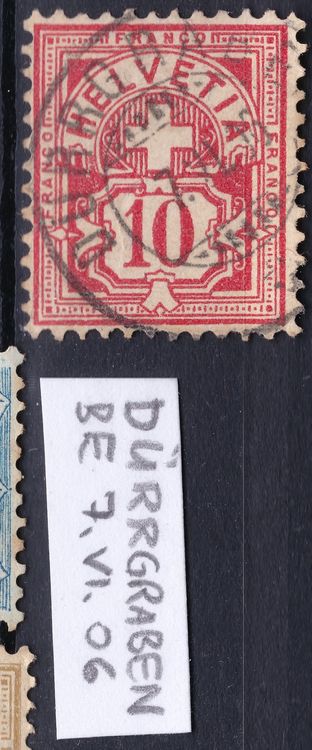 FRANCO
FRANCO
FRANCO
HELVETIA
10
DÜRRGRABEN
BE 7. VI. 06